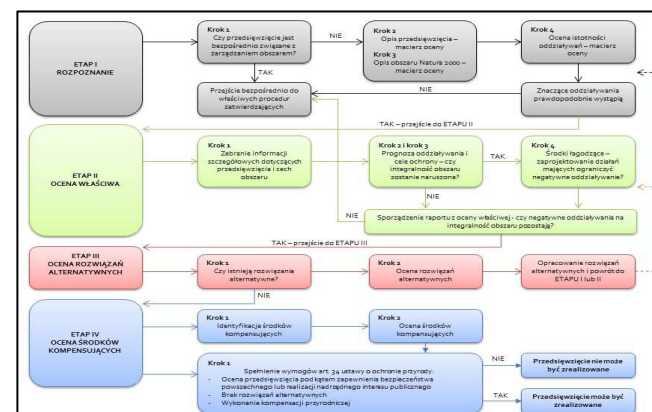 ETAP I
ROZPOZNANIE
Krok 1
Czy przedsięwzięcie jest
bezpośrednio związane z
zarządzaniem obszarem?
NIE
Krok 2
Opis przedsięwzięcia –
macierz oceny
Krok 3
Opis obszaru Natura 2000 –
macierz oceny
Krok 4
Ocena istotności
oddziaływań – macierz
oceny
TAK
Przejście bezpośrednio do
właściwych procedur
zatwierdzających
NIE
Znaczące oddziaływania
prawdopodobnie wystąpią
TAK – przejście do ETAPU II
ETAP II
OCENA WŁAŚCIWA
Krok 1
Zebranie informacji
szczegółowych dotyczących
przedsięwzięcia i cech
obszaru
Krok 2 i krok 3
Prognoza oddziaływania i
cele ochrony – czy
integralność obszaru
zostanie naruszona?
TAK
Krok 4
Środki łagodzące –
zaprojektowanie działań
mających ograniczyć
negatywne oddziaływanie?
NIE
NIE
Sporządzenie raportu z oceny właściwej - czy negatywne oddziaływania na
integralność obszaru pozostają?
TAK – przejście do ETAPU III
ETAP III
OCENA ROZWIĄZAŃ
ALTERNATYWNYCH
Krok 1
Czy istnieją rozwiązania
alternatywne?
Krok 2
Ocena rozwiązań
alternatywnych
Opracowanie rozwiązań
alternatywnych i powrót do
ETAPU I lub II
NIE
ETAP IV
OCENA ŚRODKÓW
KOMPENSUJĄCYCH
Krok 1
Identyfikacja środków
kompensujących
Krok 2
Ocena środków
kompensujących
Krok 1
Spełnienie wymogów art. 34 ustawy o ochronie przyrody:
- Ocena przedsięwzięcia pod kątem zapewnienia bezpieczeństwa
powszechnego lub realizacji nadrzędnego interesu publicznego
- Brak rozwiązań alternatywnych
- Wykonanie kompensacji przyrodniczej
NIE
Przedsięwzięcie nie może
być zrealizowane
TAK
Przedsięwzięcie może
być zrealizowane